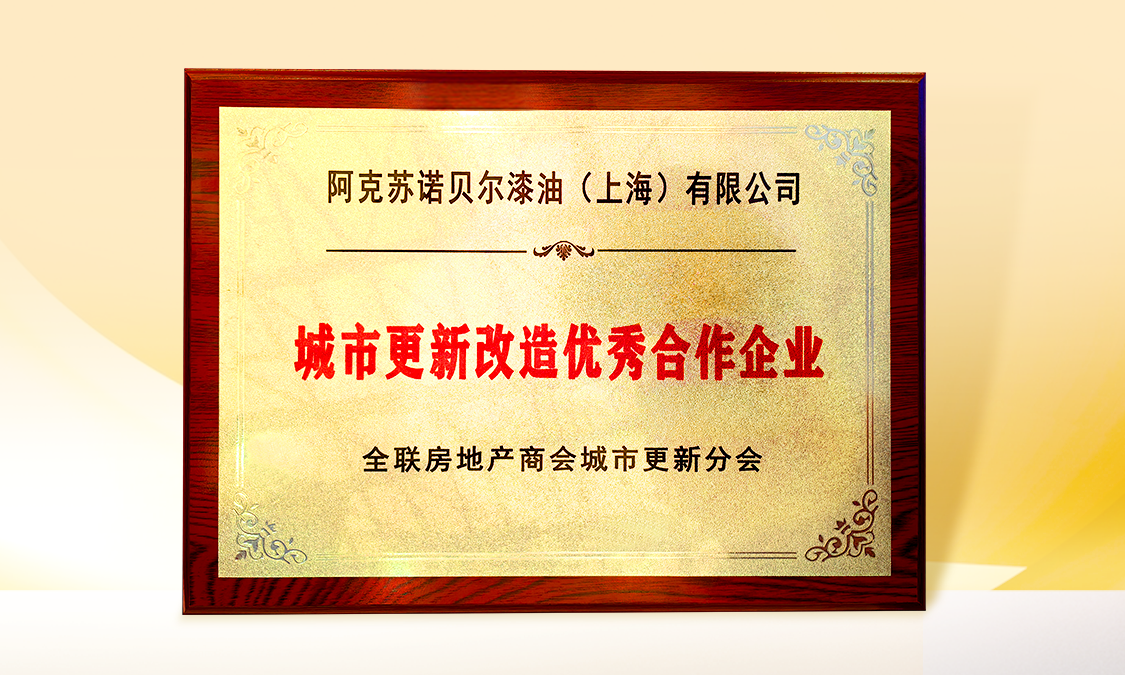 阿克苏诺贝尔漆油（上海）有限公司
城市更新改造优秀合作企业
全联房地产商会城市更新分会